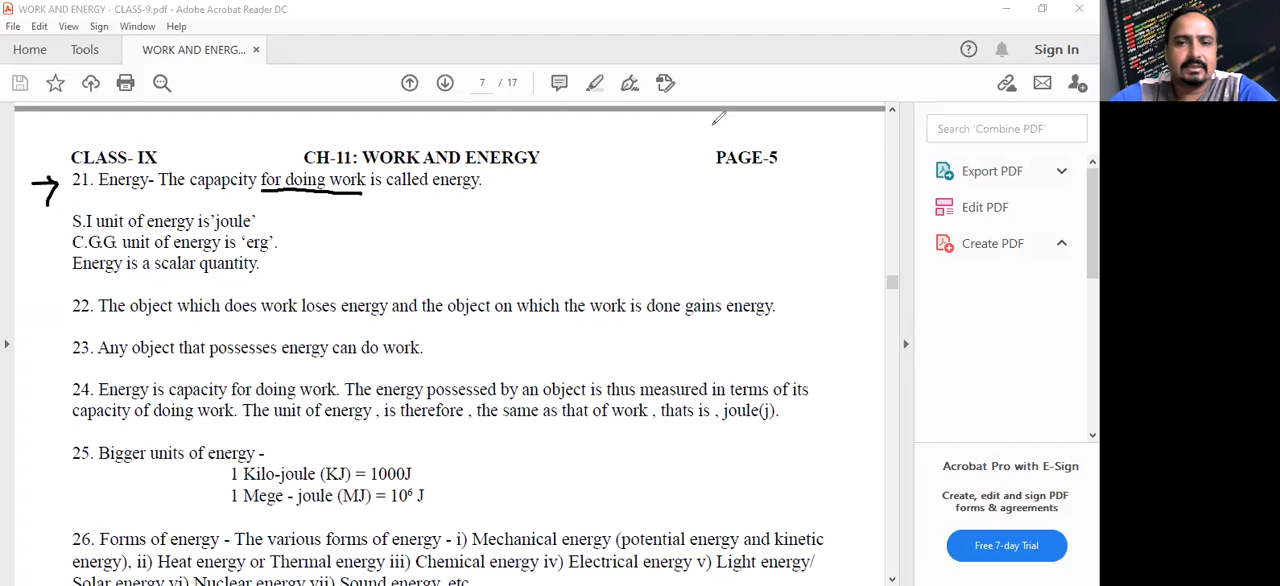 WORK AND ENERGY - CLASS-9.pdf - Adobe Acrobat Reader DC
File Edit View Sign Window Help
Home Tools WORK AND ENERG... × Sign In
7 / 17
CLASS- IX CH-11: WORK AND ENERGY PAGE-5
21. Energy- The capapcity for doing work is called energy.
S.I unit of energy is'joule'
C.G.G. unit of energy is 'erg'.
Energy is a scalar quantity.
22. The object which does work loses energy and the object on which the work is done gains energy.
23. Any object that possesses energy can do work.
24. Energy is capacity for doing work. The energy possessed by an object is thus measured in terms of its
capacity of doing work. The unit of energy , is therefore , the same as that of work , thats is , joule(j).
25. Bigger units of energy -
1 Kilo-joule (KJ) = 1000J
1 Mege - joule (MJ) = 10⁶ J
26. Forms of energy - The various forms of energy - i) Mechanical energy (potential energy and kinetic
energy), ii) Heat energy or Thermal energy iii) Chemical energy iv) Electrical energy v) Light energy/
Solar energy vi) Nuclear energy vii) Sound energy, etc
Search 'Combine PDF'
Export PDF
Edit PDF
Create PDF
Acrobat Pro with E-Sign
Create, edit and sign PDF
forms & agreements
Free 7-day Trial